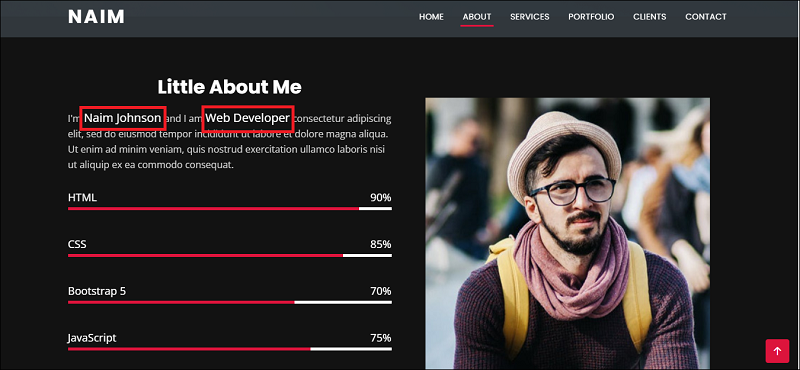 NAIM
HOME ABOUT SERVICES PORTFOLIO CLIENTS CONTACT
Little About Me
I'm Naim Johnson and I am Web Developer consectetur adipiscing
elit, sed do eiusmod tempor incididunt ut labore et dolore magna aliqua.
Ut enim ad minim veniam, quis nostrud exercitation ullamco laboris nisi
ut aliquip ex ea commodo consequat.
HTML 90%
CSS 85%
Bootstrap 5 70%
JavaScript 75%